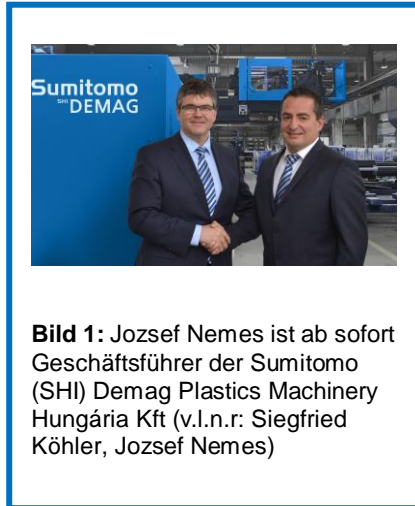 Sumitomo
SHI DEMAG
Bild 1: Jozsef Nemes ist ab sofort
Geschäftsführer der Sumitomo
(SHI) Demag Plastics Machinery
Hungária Kft (v.l.n.r: Siegfried
Köhler, Jozsef Nemes)